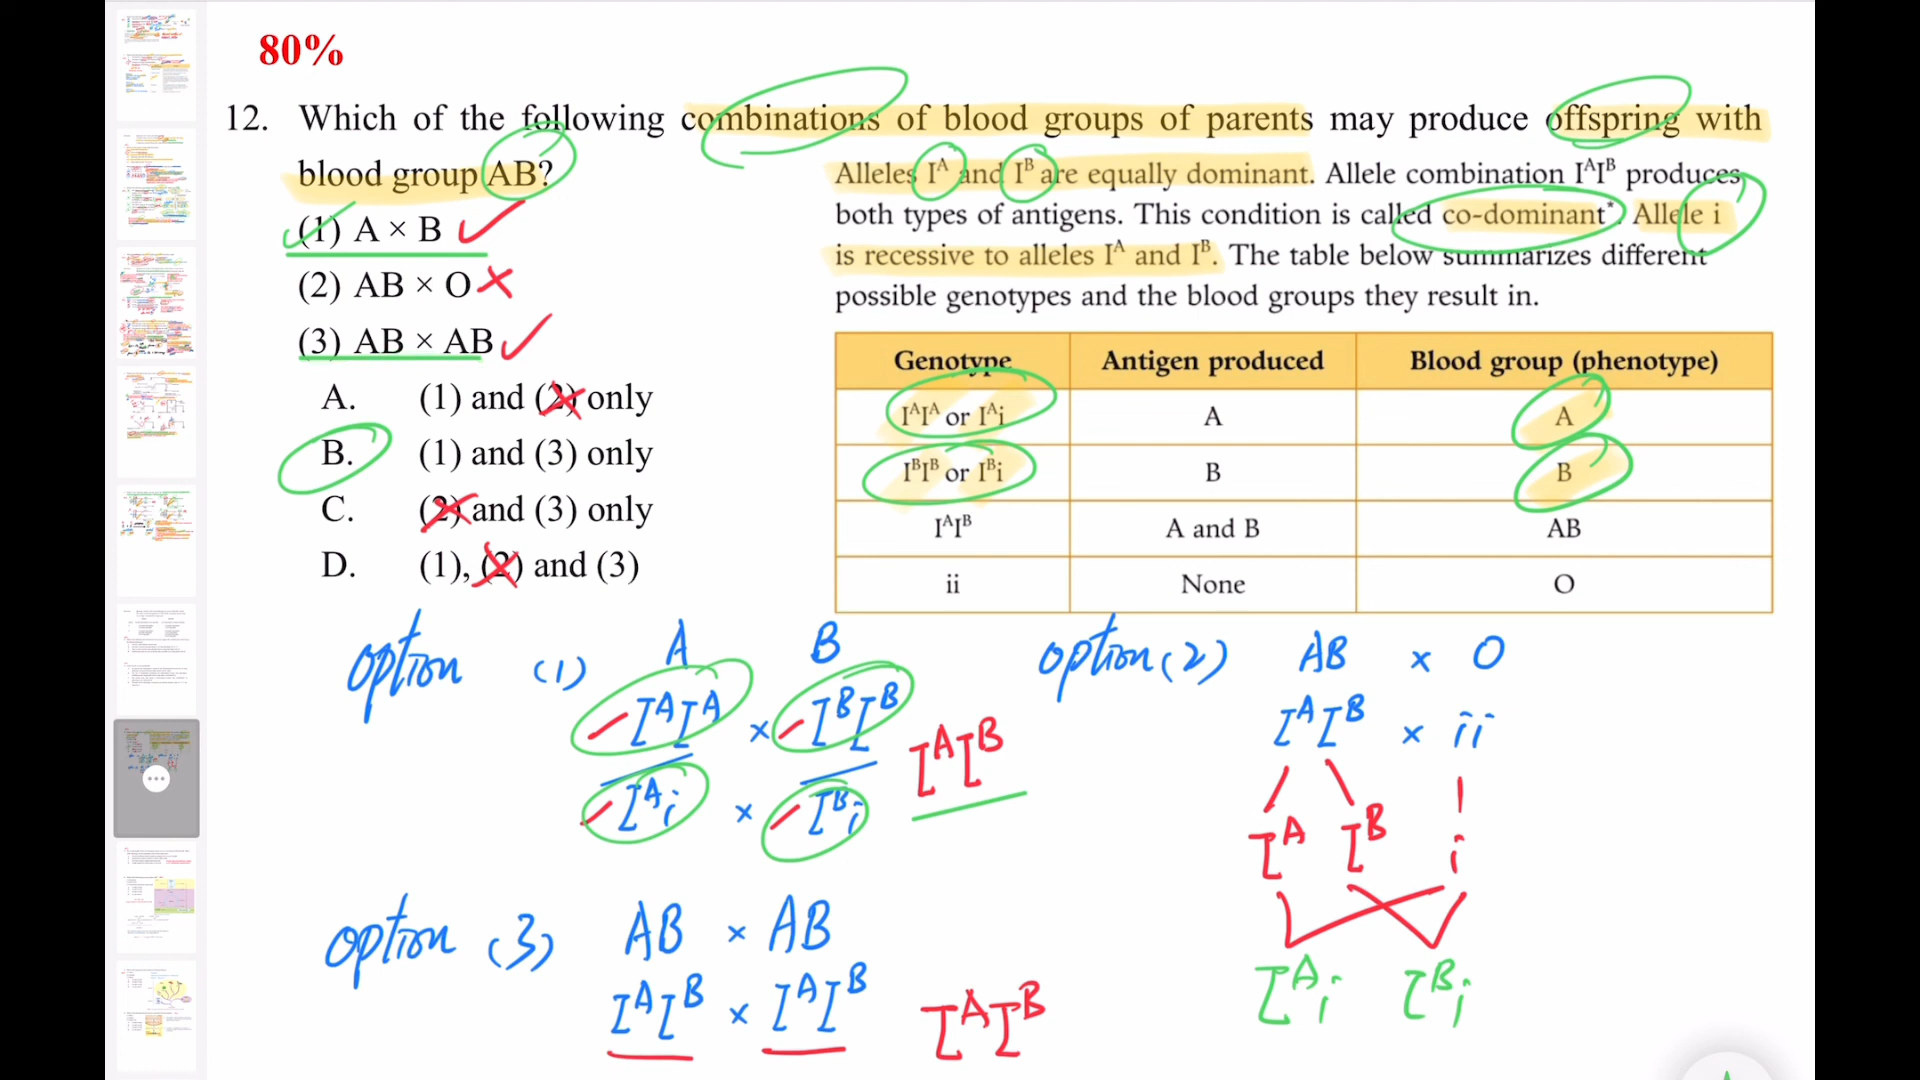 80%
12. Which of the following combinations of blood groups of parents may produce offspring with
blood group AB?
(1) A × B
(2) AB × O
(3) AB × AB
A. (1) and (2) only
B. (1) and (3) only
C. (2) and (3) only
D. (1), (2) and (3)
Alleles Iᴬ and Iᴮ are equally dominant. Allele combination IᴬIᴮ produces
both types of antigens. This condition is called co-dominant*. Allele i
is recessive to alleles Iᴬ and Iᴮ. The table below summarizes different
possible genotypes and the blood groups they result in.
Genotype Antigen produced Blood group (phenotype)
IᴬIᴬ or Iᴬi A A
IᴮIᴮ or Iᴮi B B
IᴬIᴮ A and B AB
ii None O
option (1) A B
IᴬIᴬ × IᴮIᴮ IᴬIᴮ
Iᴬi × Iᴮi
option (2) AB × O
IᴬIᴮ × ii
Iᴬ Iᴮ i
Iᴬi Iᴮi
option (3) AB × AB
IᴬIᴮ × IᴬIᴮ IᴬIᴮ